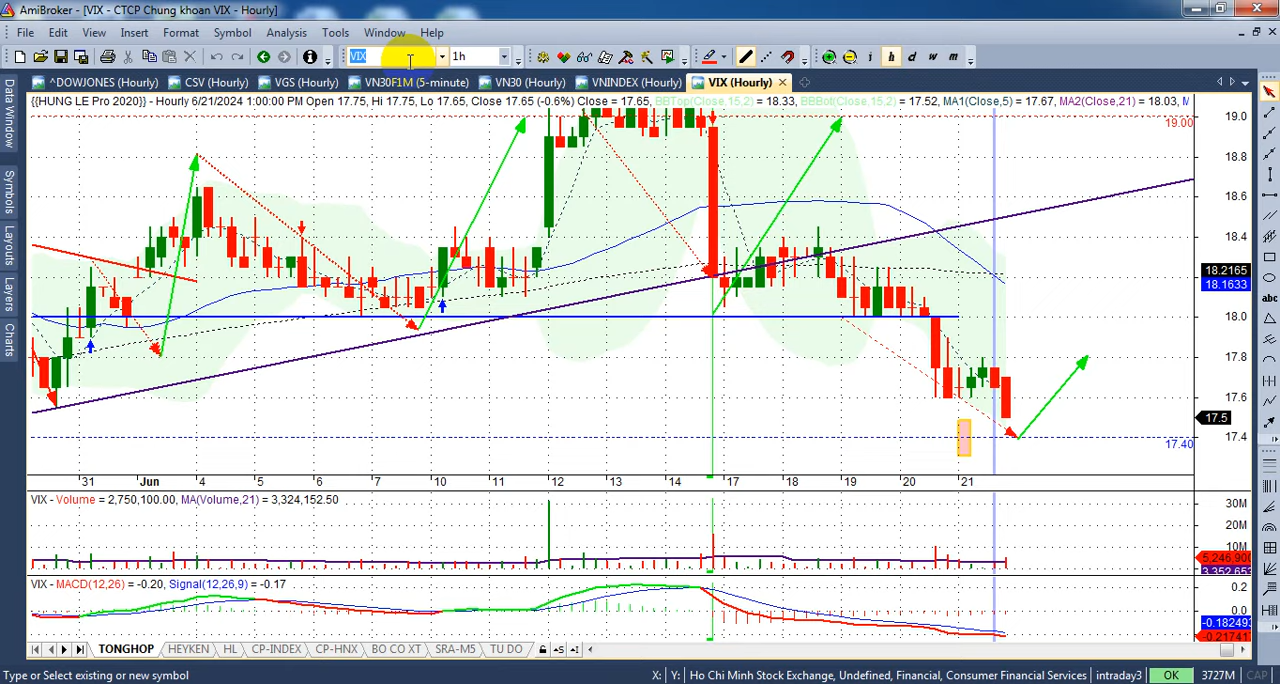 AmiBroker - [VIX - CTCP Chung khoan VIX - Hourly]
File Edit View Insert Format Symbol Analysis Tools Window Help
VIX 1h i h d w m
^DOWJONES (Hourly) CSV (Hourly) VGS (Hourly) VN30F1M (5-minute) VN30 (Hourly) VNINDEX (Hourly) VIX (Hourly)
{{HUNG LE Pro 2020}} - Hourly 6/21/2024 1:00:00 PM Open 17.75, Hi 17.75, Lo 17.65, Close 17.65 (-0.6%) Close = 17.65, BBTop(Close,15,2) = 18.33, BBBot(Close,15,2) = 17.52, MA1(Close,5) = 17.67, MA2(Close,21) = 18.03, M
Data Window
Symbols
Layouts
Layers
Charts
abc
19.00
19.0
18.8
18.6
18.4
18.2165
18.1633
18.0
17.8
17.6
17.5
17.4
17.40
31 Jun 4 5 6 7 10 11 12 13 14 17 18 19 20 21
VIX - Volume = 2,750,100.00, MA(Volume,21) = 3,324,152.50
30M
20M
10M
5,246,900
3,352,653
VIX - MACD(12,26) = -0.20, Signal(12,26,9) = -0.17
0.2
0.0
-0.182493
-0.21741
TONGHOP HEYKEN HL CP-INDEX CP-HNX BO CO XT SRA-M5 TU DO
Type or Select existing or new symbol X: Y: Ho Chi Minh Stock Exchange, Undefined, Financial, Consumer Financial Services intraday3 OK 3727M CAP